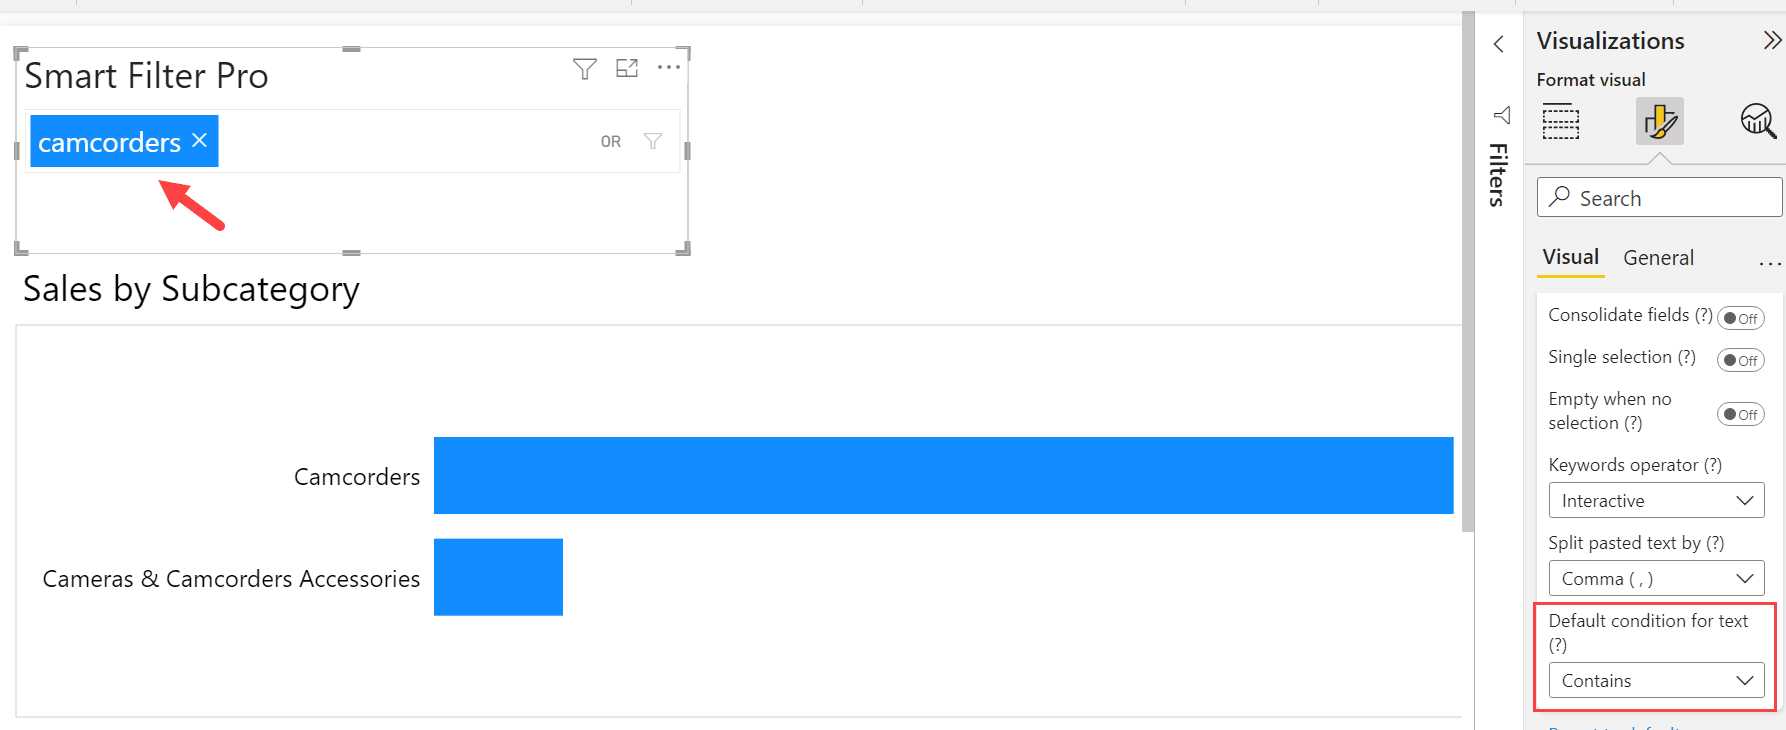 Smart Filter Pro
camcorders ×
OR
Sales by Subcategory
Camcorders
Cameras & Camcorders Accessories
Filters
Visualizations
Format visual
Search
Visual General
Consolidate fields (?) Off
Single selection (?) Off
Empty when no
selection (?) Off
Keywords operator (?)
Interactive
Split pasted text by (?)
Comma ( , )
Default condition for text
(?)
Contains